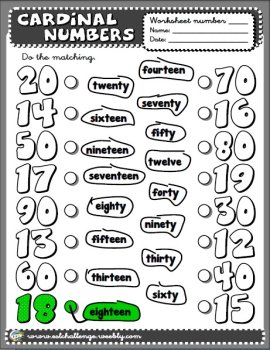 CARDINAL
NUMBERS
Worksheet number
Name:
Date:
Do the matching.
20 twenty fourteen 70
14 sixteen seventy 16
50 nineteen fifty 80
17 seventeen twelve 19
90 eighty forty 30
13 fifteen ninety 12
60 thirteen thirty 40
18 eighteen sixty 15
www.eslchallenge.weebly.com